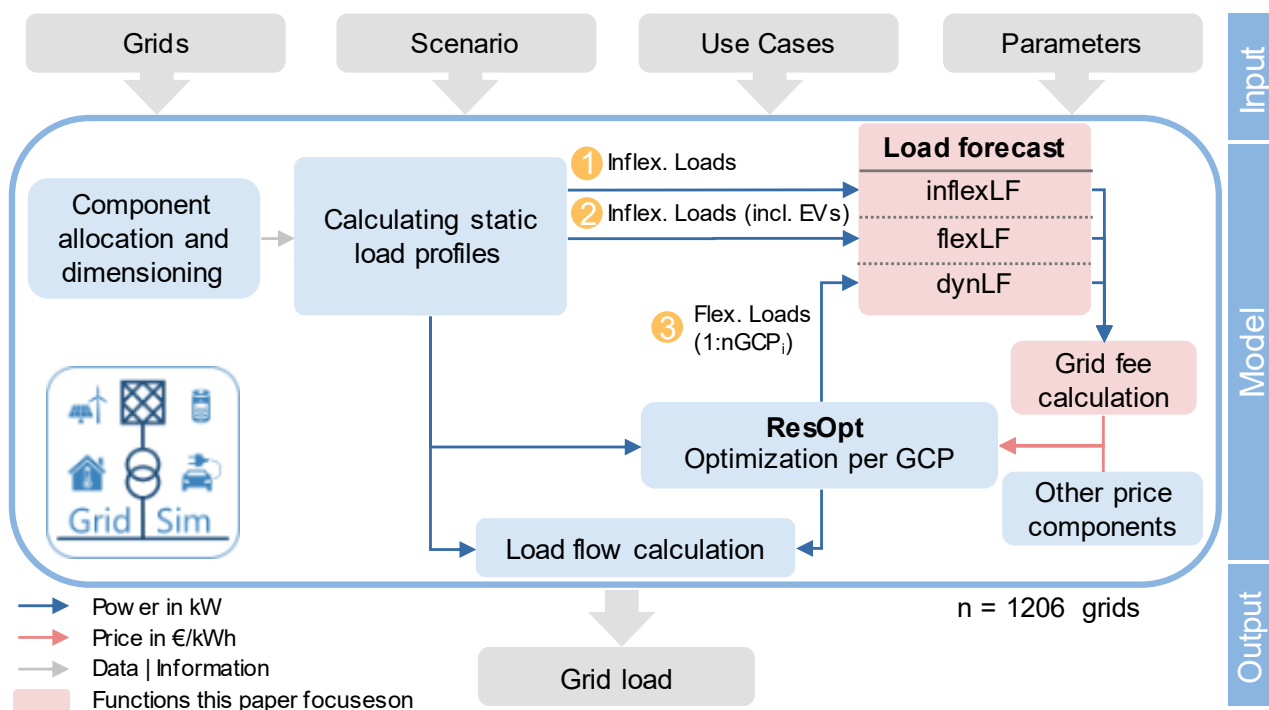 Grids
Scenario
Use Cases
Parameters
Input
Component
allocation and
dimensioning
Calculating static
load profiles
1 Inflex. Loads
2 Inflex. Loads (incl. EVs)
3 Flex. Loads
(1:nGCPi)
Load forecast
inflexLF
flexLF
dynLF
Grid fee
calculation
Model
ResOpt
Optimization per GCP
Other price
components
Grid Sim
Load flow calculation
Power in kW
Price in €/kWh
Data | Information
Functions this paper focuseson
n = 1206 grids
Grid load
Output